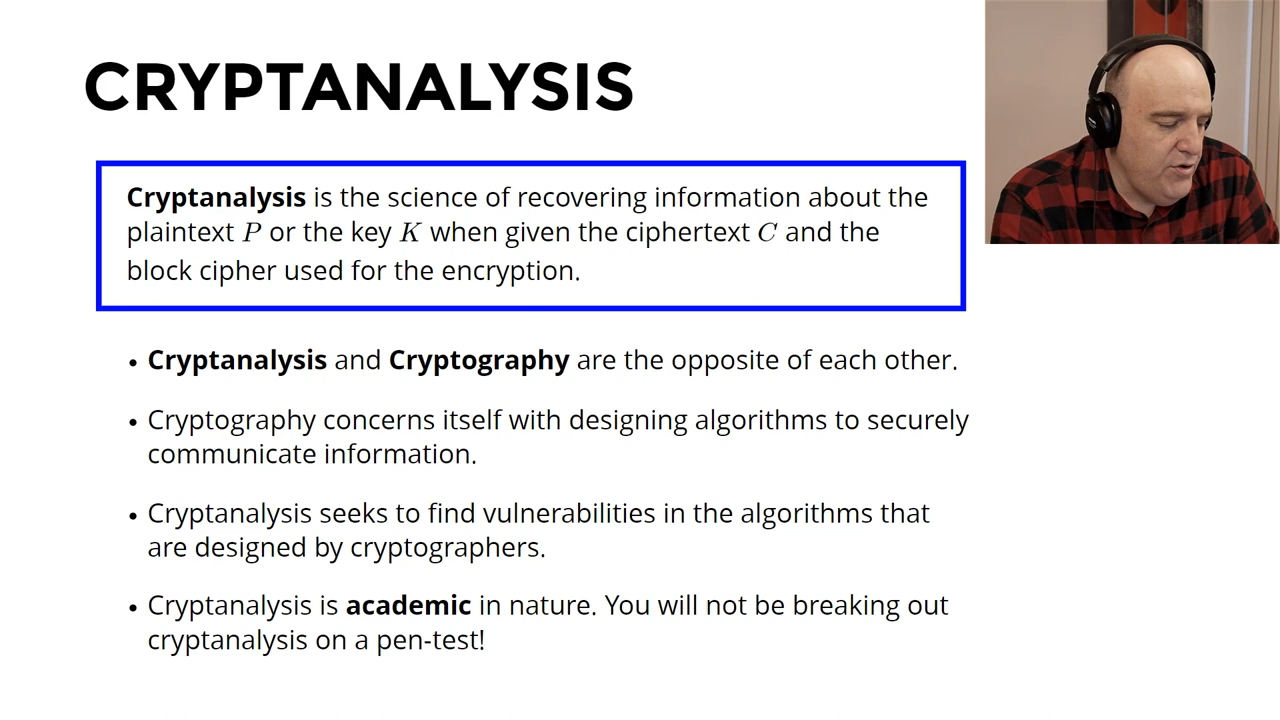 CRYPTANALYSIS
Cryptanalysis is the science of recovering information about the
plaintext P or the key K when given the ciphertext C and the
block cipher used for the encryption.
• Cryptanalysis and Cryptography are the opposite of each other.
• Cryptography concerns itself with designing algorithms to securely
communicate information.
• Cryptanalysis seeks to find vulnerabilities in the algorithms that
are designed by cryptographers.
• Cryptanalysis is academic in nature. You will not be breaking out
cryptanalysis on a pen-test!